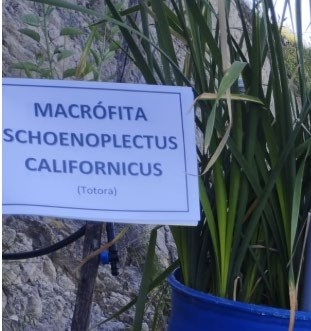 MACRÓFITA
SCHOENOPLECTUS
CALIFORNICUS
(Totora)